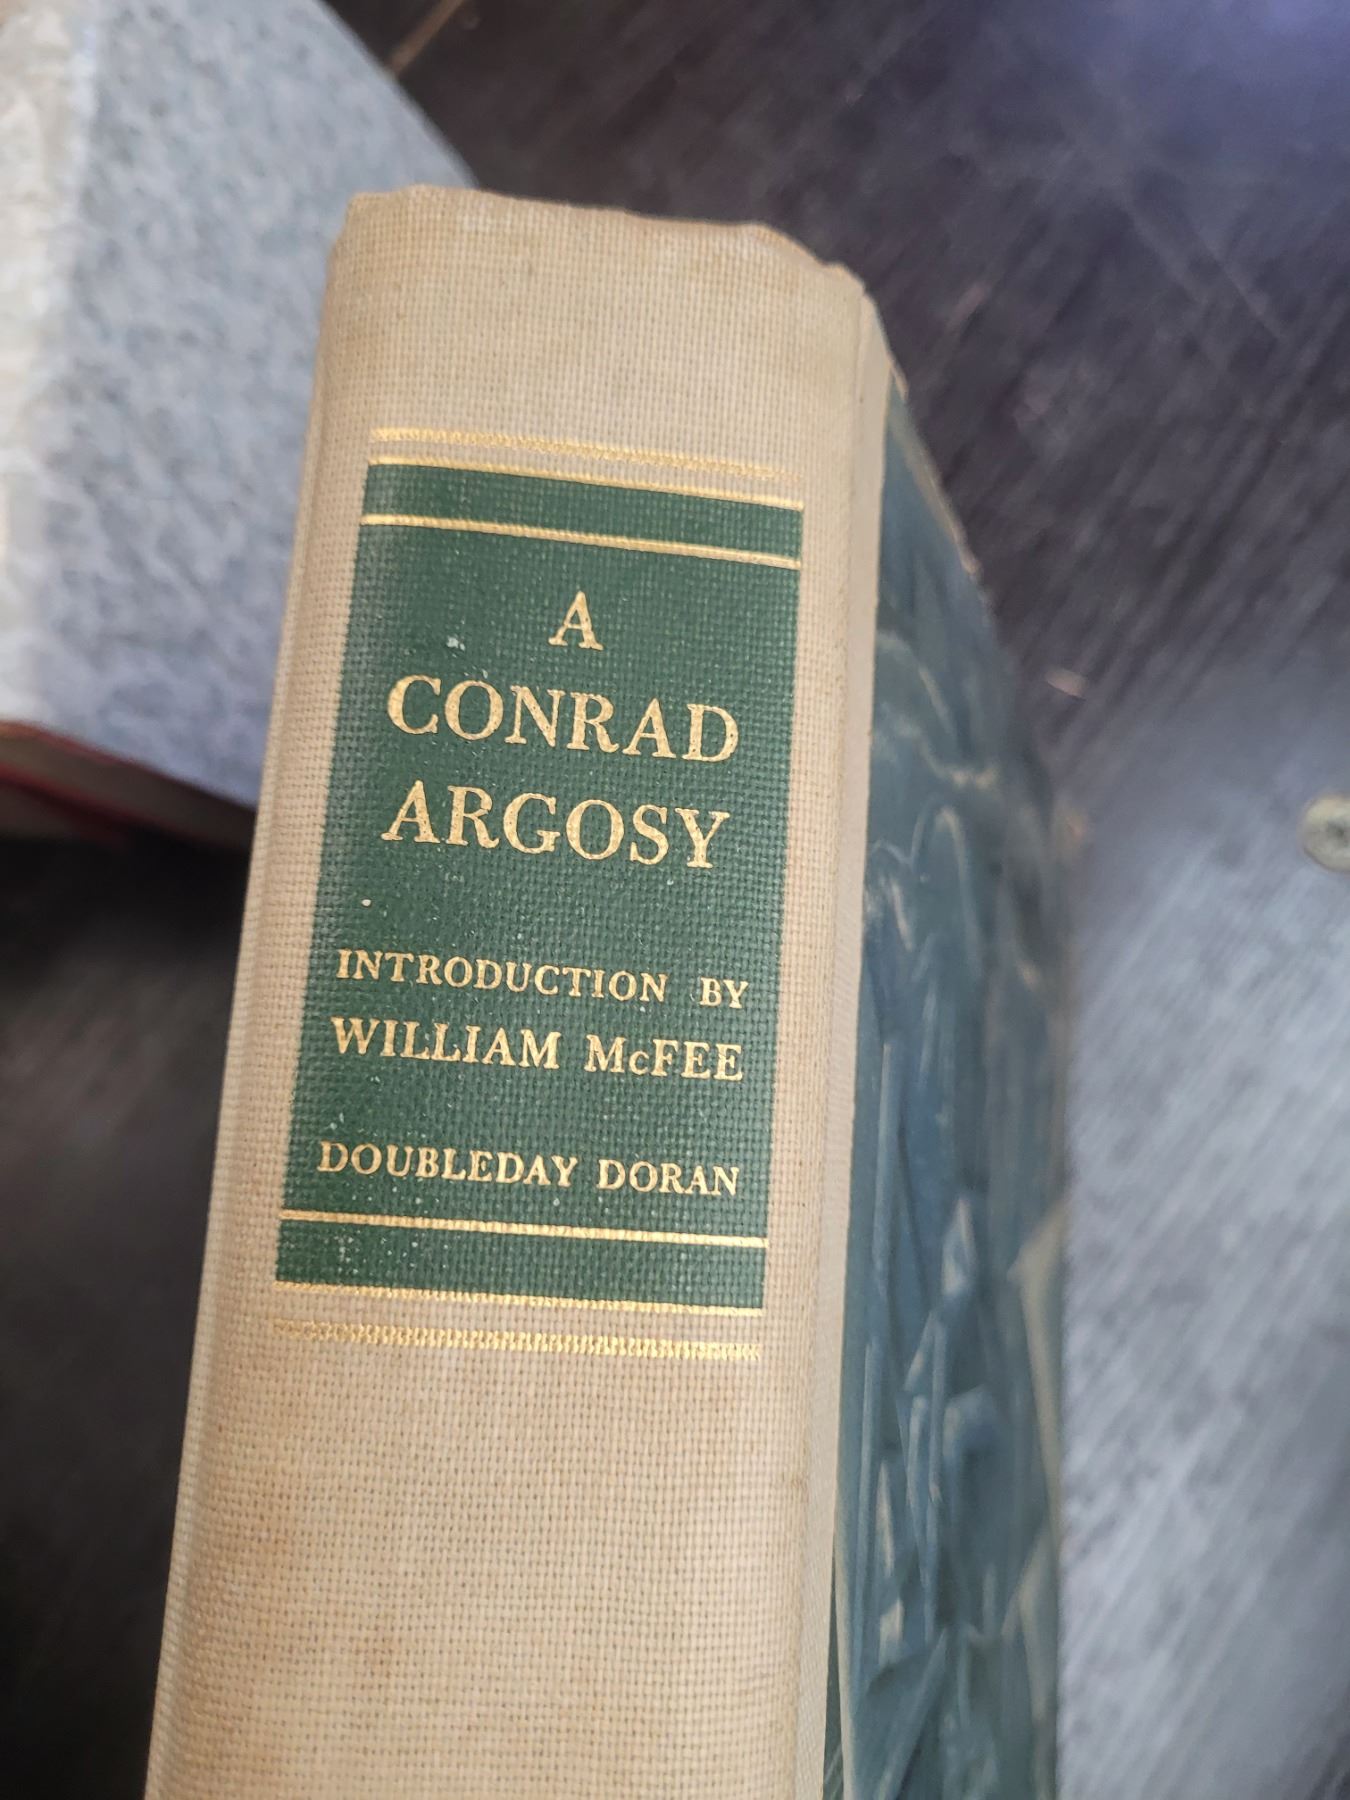 A
CONRAD
ARGOSY
INTRODUCTION BY
WILLIAM McFEE
DOUBLEDAY DORAN